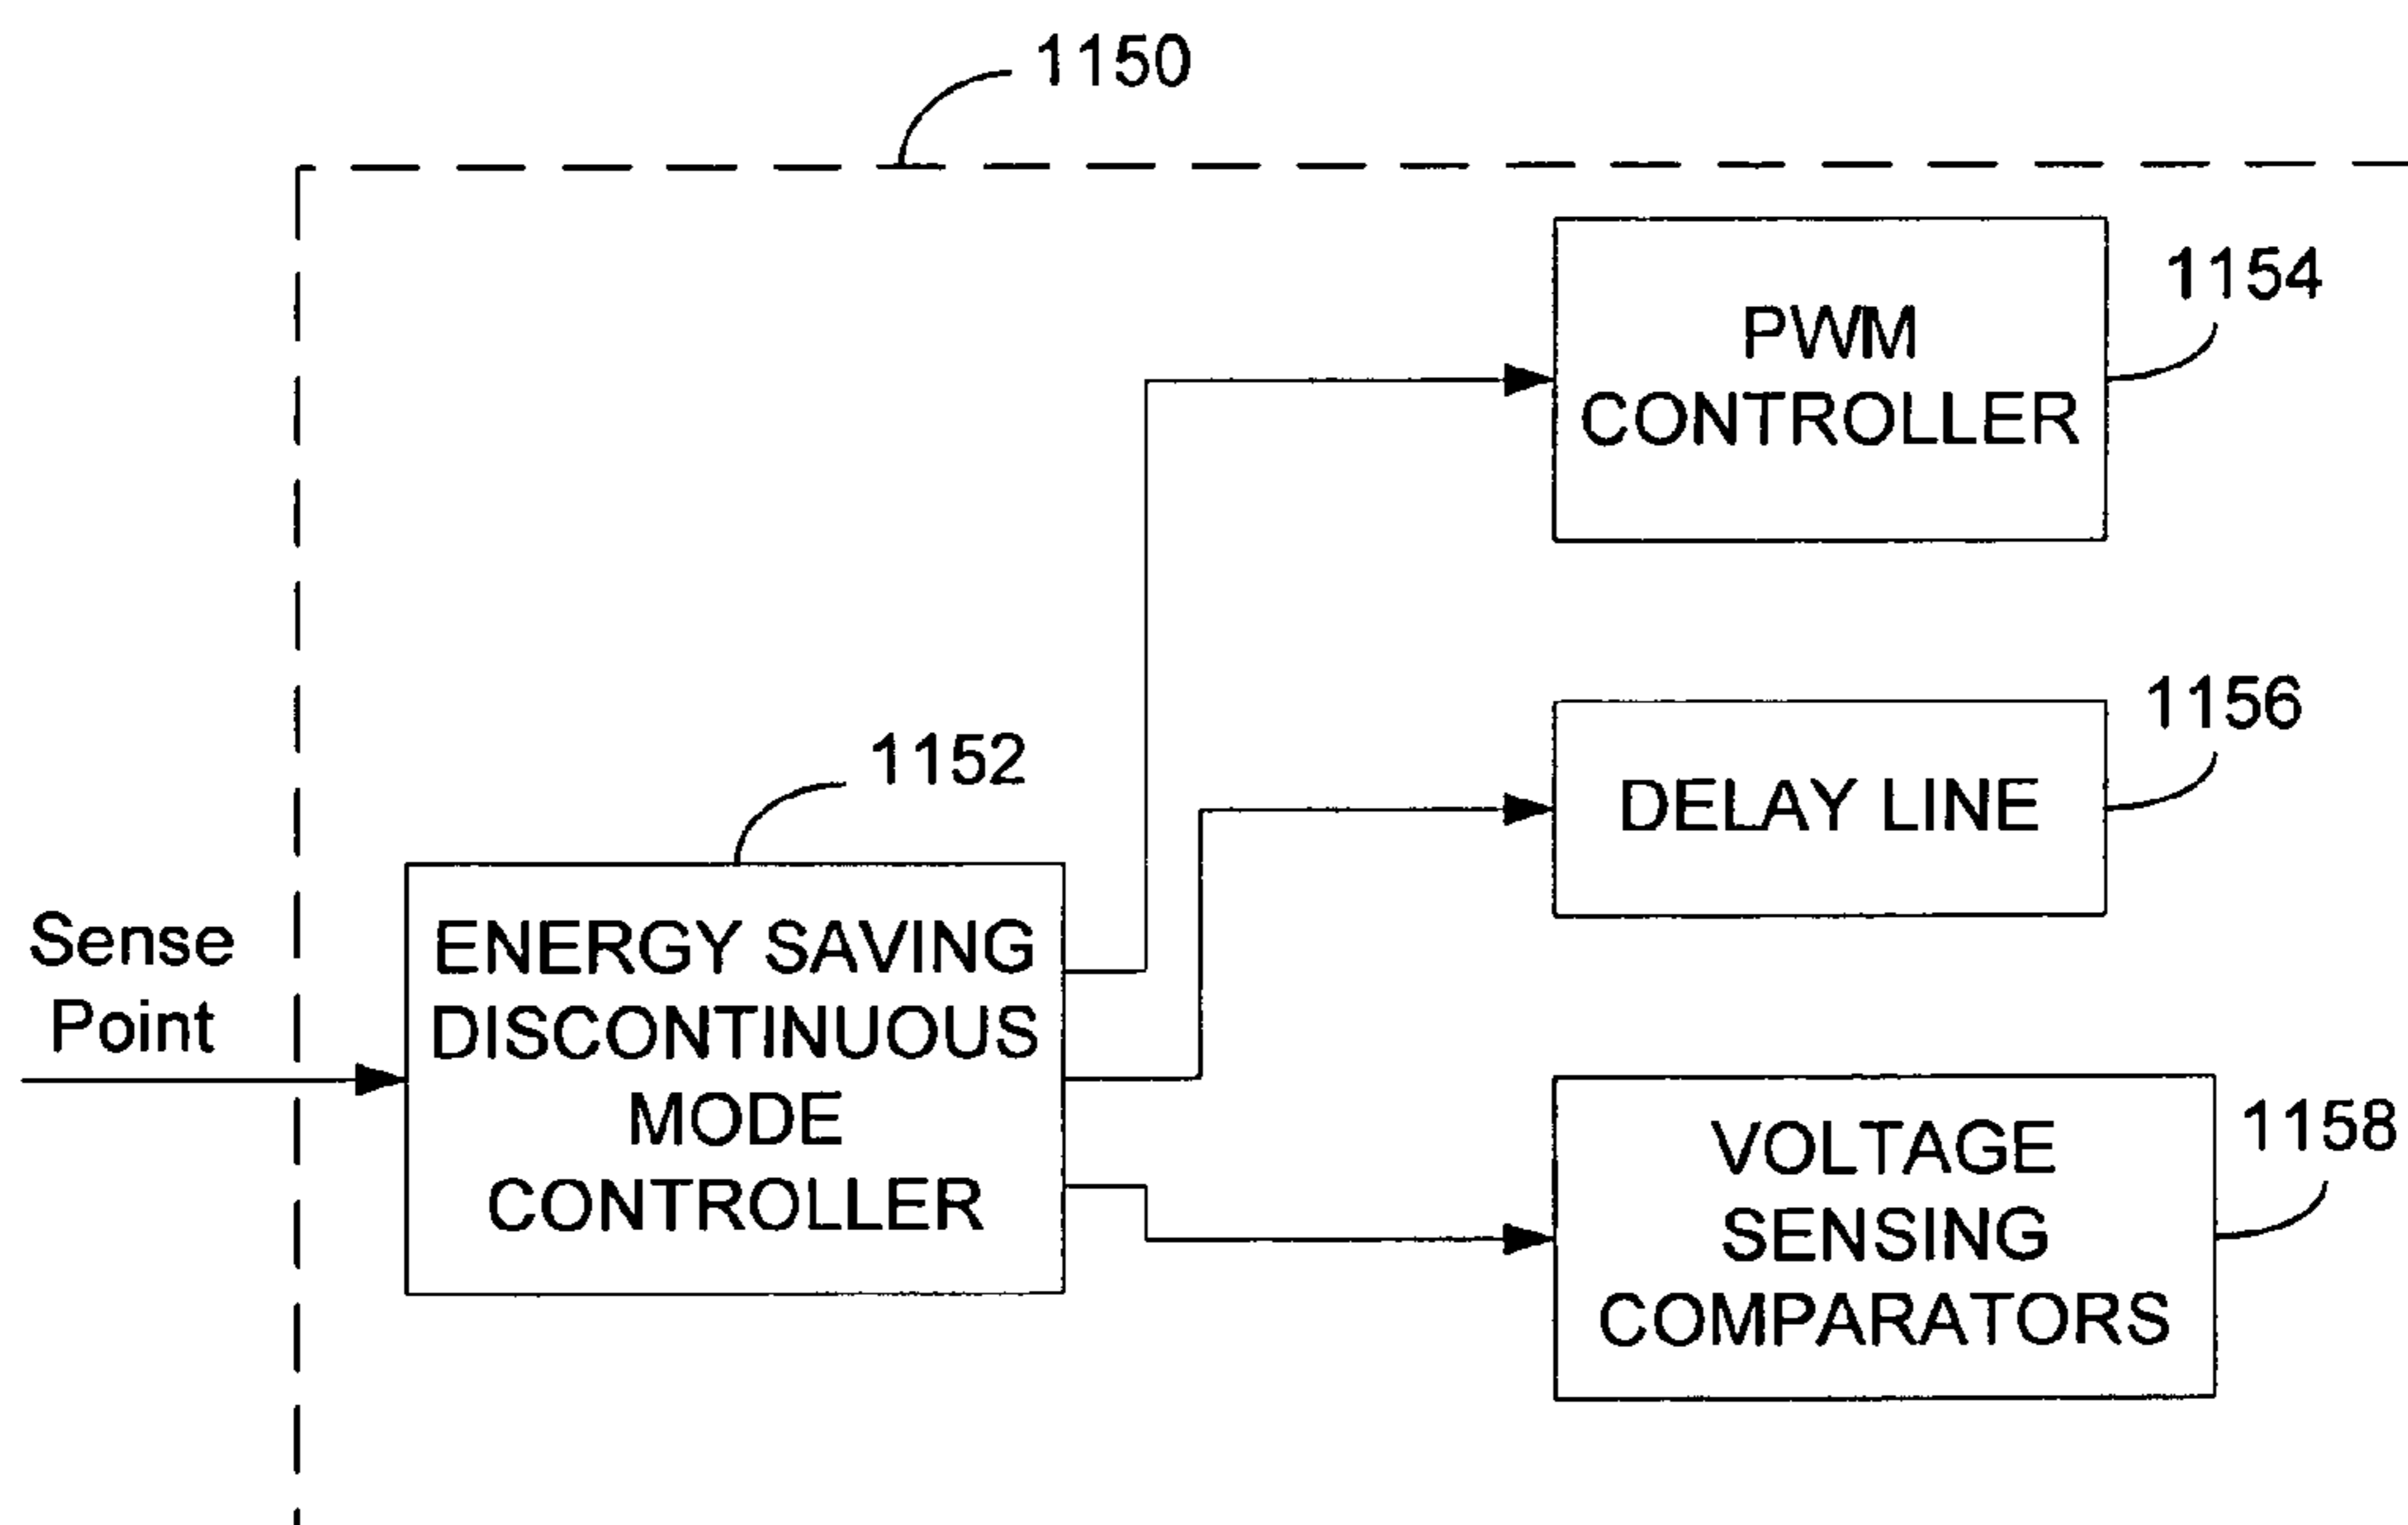 1150
PWM
CONTROLLER
1154
DELAY LINE
1156
1152
Sense
Point
ENERGY SAVING
DISCONTINUOUS
MODE
CONTROLLER
VOLTAGE
SENSING
COMPARATORS
1158